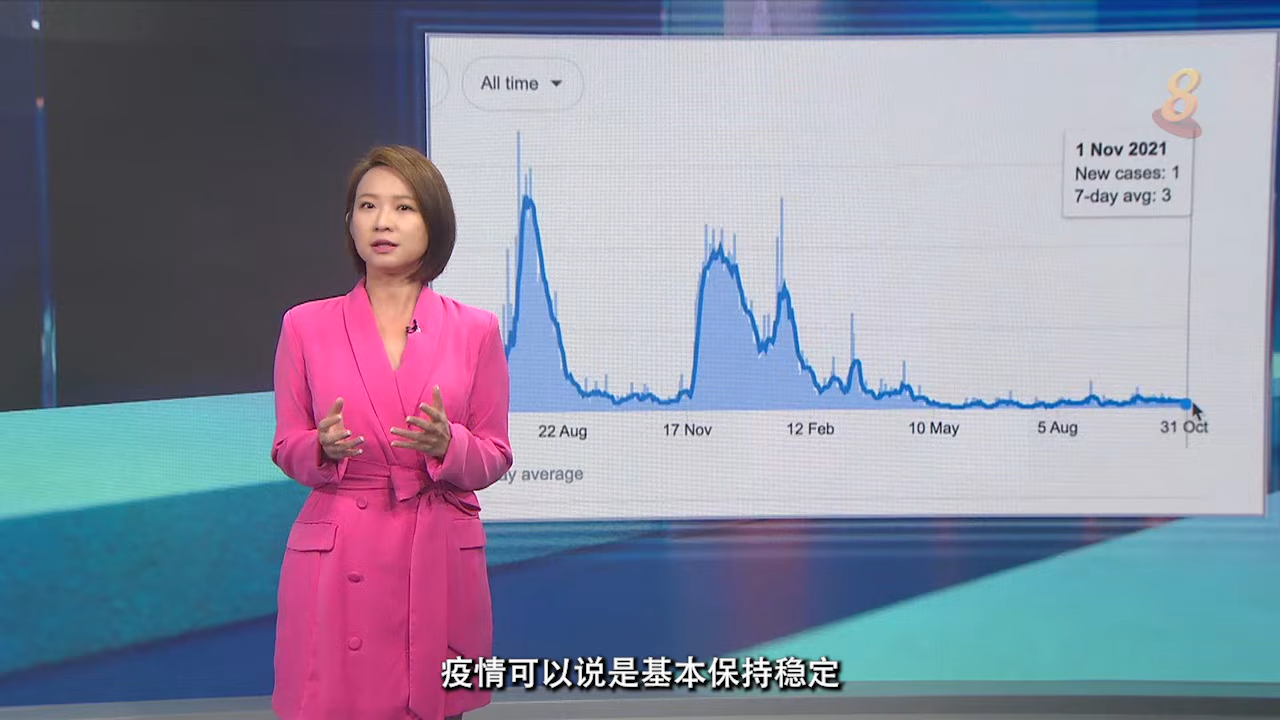 All time
8
1 Nov 2021
New cases: 1
7-day avg: 3
22 Aug
17 Nov
12 Feb
10 May
5 Aug
31 Oct
average
疫情可以说是基本保持稳定